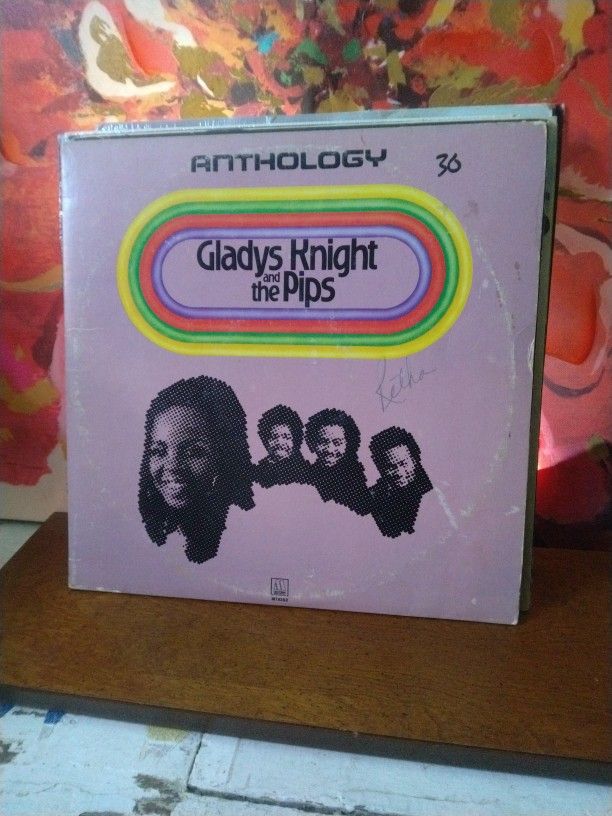 ANTHOLOGY
36
Gladys Knight
and
the Pips